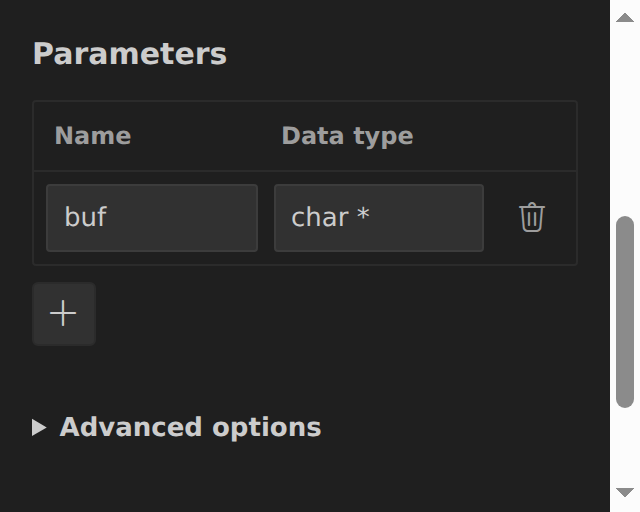 Parameters
Name Data type
buf char *
Advanced options